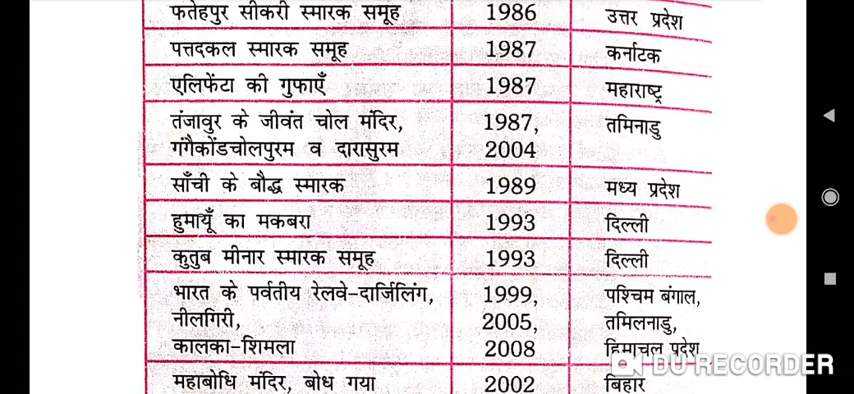 फतेहपुर सीकरी स्मारक समूह 1986 उत्तर प्रदेश
पत्तदकल स्मारक समूह 1987 कर्नाटक
एलिफेंटा की गुफाएँ 1987 महाराष्ट्र
तंजावुर के जीवंत चोल मंदिर, 1987, तमिनाडु
गंगैकोंडचोलपुरम व दारासुरम 2004
साँची के बौद्ध स्मारक 1989 मध्य प्रदेश
हुमायूँ का मकबरा 1993 दिल्ली
कुतुब मीनार स्मारक समूह 1993 दिल्ली
भारत के पर्वतीय रेलवे-दार्जिलिंग, 1999, पश्चिम बंगाल,
नीलगिरी, 2005, तमिलनाडु,
कालका-शिमला 2008 हिमाचल प्रदेश
DU RECORDER
महाबोधि मंदिर, बोध गया 2002 बिहार